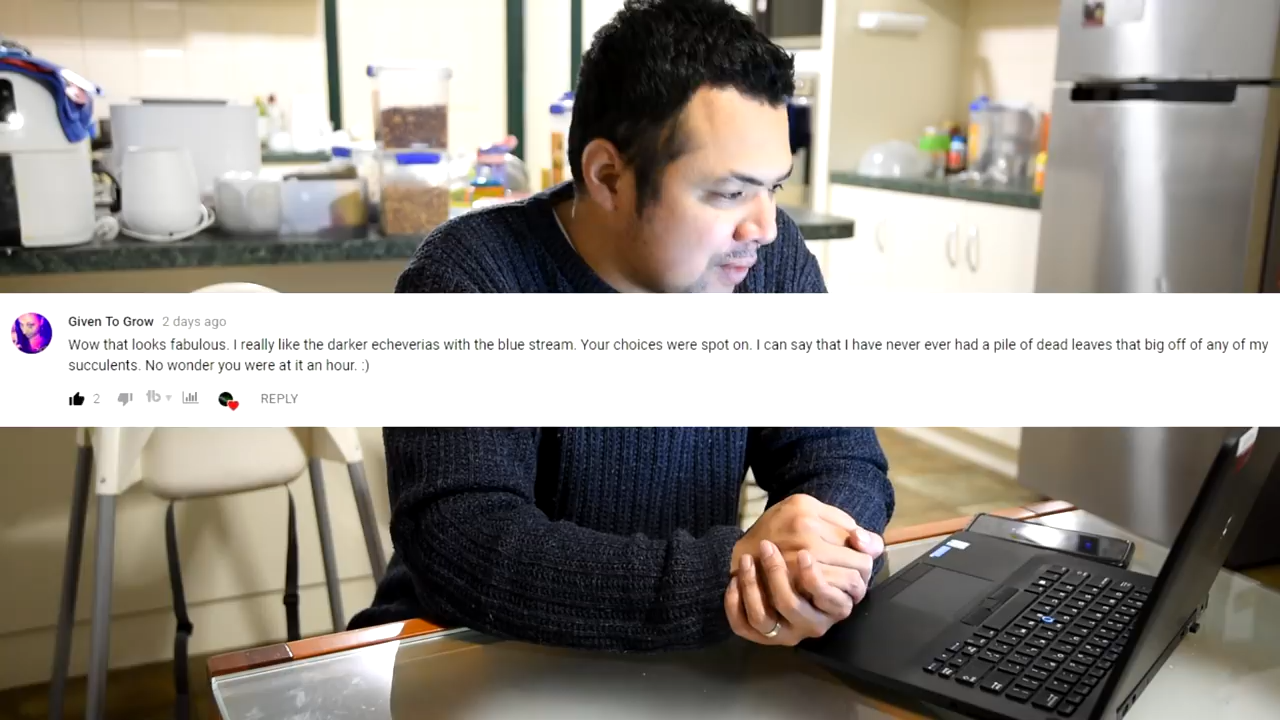 Given To Grow 2 days ago
Wow that looks fabulous. I really like the darker echeverias with the blue stream. Your choices were spot on. I can say that I have never ever had a pile of dead leaves that big off of any of my
succulents. No wonder you were at it an hour. :)
2 REPLY